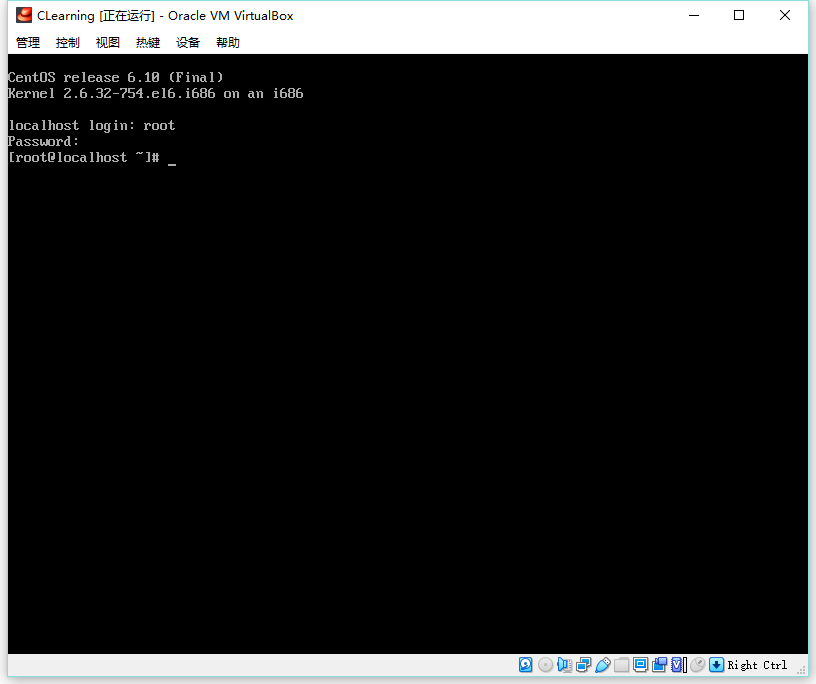 CLearning [正在运行] - Oracle VM VirtualBox
管理 控制 视图 热键 设备 帮助
CentOS release 6.10 (Final)
Kernel 2.6.32-754.el6.i686 on an i686
localhost login: root
Password:
[root@localhost ~]# _
Right Ctrl